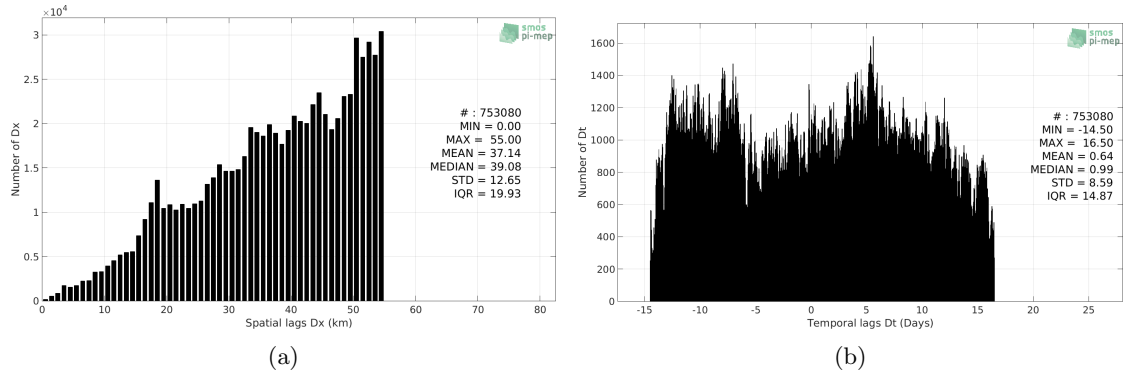 ×10^4
3
2.5
2
1.5
1
0.5
0
0 10 20 30 40 50 60 70 80
Number of Dx
Spatial lags Dx (km)
smos
pi-mep
# : 753080
MIN = 0.00
MAX = 55.00
MEAN = 37.14
MEDIAN = 39.08
STD = 12.65
IQR = 19.93
(a)
1600
1400
1200
1000
800
600
400
200
0
-15 -10 -5 0 5 10 15 20 25
Number of Dt
Temporal lags Dt (Days)
smos
pi-mep
# : 753080
MIN = -14.50
MAX = 16.50
MEAN = 0.64
MEDIAN = 0.99
STD = 8.59
IQR = 14.87
(b)